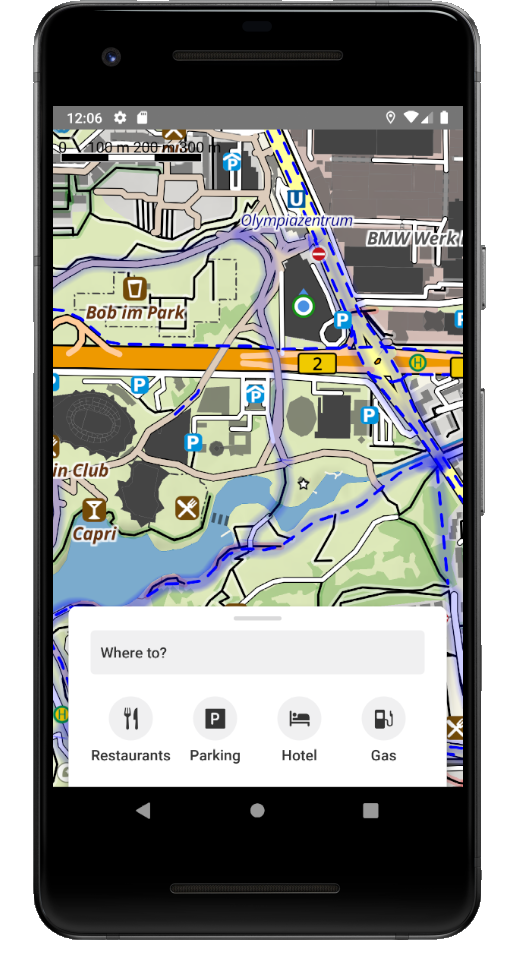 12:06
0 100 m 200 m 300 m
P
U
Olympiazentrum
BMW Werk
Bob im Park
P
P
H
2
P
P
P
P
in-Club
Capri
H
Where to?
P
Restaurants Parking Hotel Gas